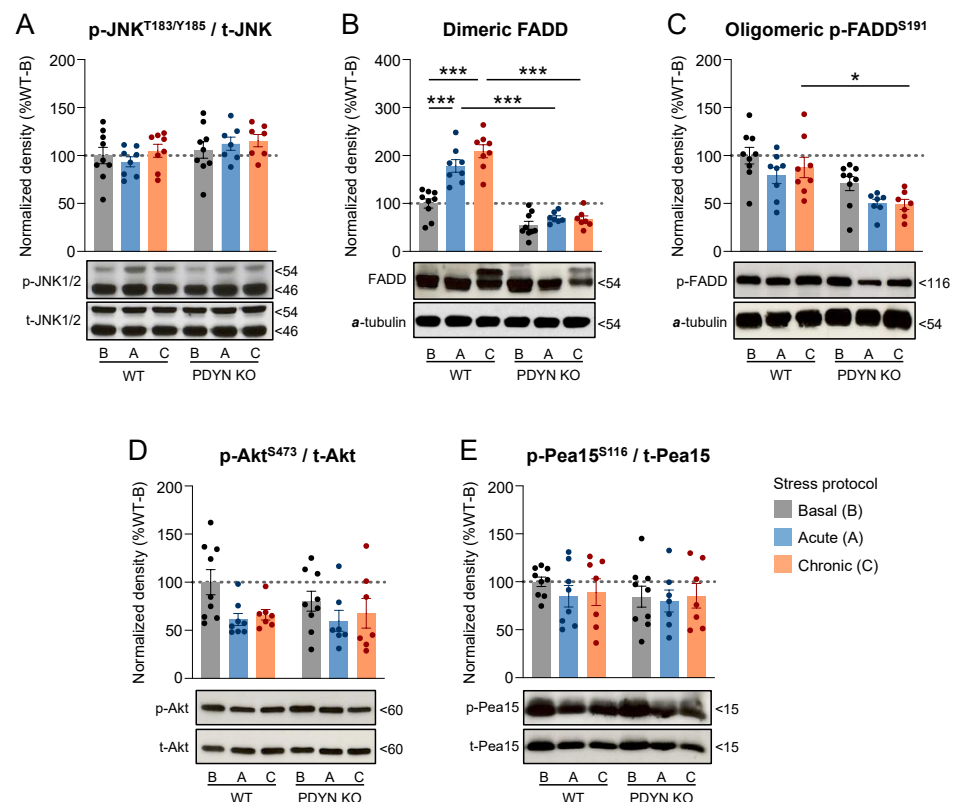 A
p-JNK^T183/Y185 / t-JNK
Normalized density (%WT-B)
200
150
100
50
0
p-JNK1/2
<54
<46
t-JNK1/2
<54
<46
B A C B A C
WT PDYN KO
B
Dimeric FADD
Normalized density (%WT-B)
400
300
200
100
0
*** ***
*** ***
FADD
<54
a-tubulin
<54
B A C B A C
WT PDYN KO
C
Oligomeric p-FADD^S191
Normalized density (%WT-B)
200
150
100
50
0
*
p-FADD
<116
a-tubulin
<54
B A C B A C
WT PDYN KO
D
p-Akt^S473 / t-Akt
Normalized density (%WT-B)
200
150
100
50
0
p-Akt
<60
t-Akt
<60
B A C B A C
WT PDYN KO
E
p-Pea15^S116 / t-Pea15
Normalized density (%WT-B)
200
150
100
50
0
p-Pea15
<15
t-Pea15
<15
B A C B A C
WT PDYN KO
Stress protocol
Basal (B)
Acute (A)
Chronic (C)